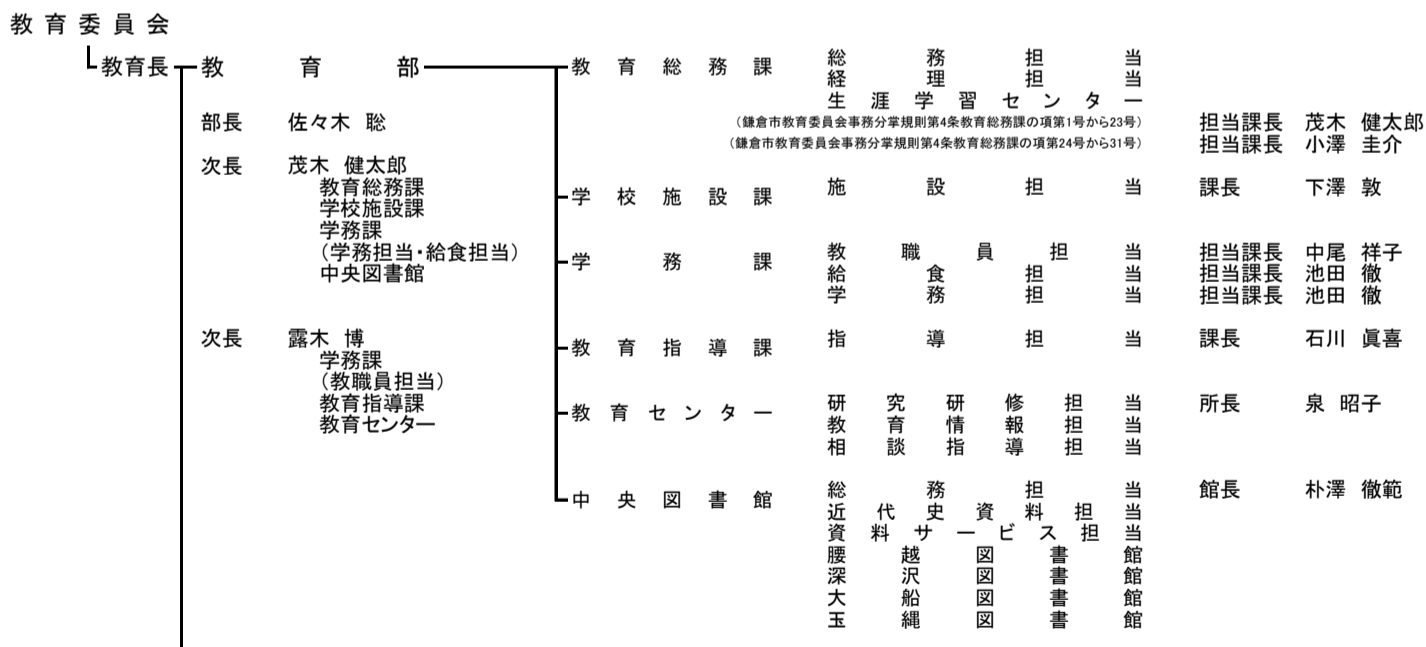 教育委員会
教育長 教育部 教育総務課 総務担当
経理担当
生涯学習センター
部長 佐々木 聡 (鎌倉市教育委員会事務分掌規則第4条教育総務課の項第1号から23号) 担当課長 茂木 健太郎
(鎌倉市教育委員会事務分掌規則第4条教育総務課の項第24号から31号) 担当課長 小澤 圭介
次長 茂木 健太郎
教育総務課 学校施設課 施設担当 課長 下澤 敦
学校施設課
学務課
(学務担当・給食担当) 学務課 教職員担当 担当課長 中尾 祥子
中央図書館 給食担当 担当課長 池田 徹
学務担当 担当課長 池田 徹
次長 露木 博 教育指導課 指導担当 課長 石川 眞喜
学務課
(教職員担当)
教育指導課 教育センター 研究研修担当 所長 泉 昭子
教育センター 教育情報担当
相談指導担当
中央図書館 総務担当 館長 朴澤 徹範
近代史資料担当
資料サービス担当
腰越図書館
深沢図書館
大船図書館
玉縄図書館